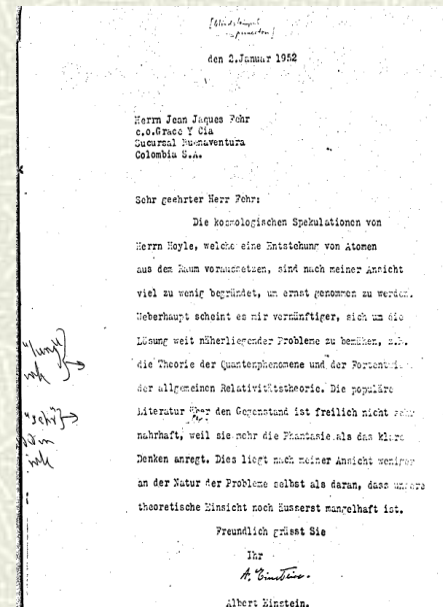 den 2.Januar 1952
Herrn Jean Jaques Fehr
c.o.Grace Y Cia
Sucursal Buenaventura
Colombia S.A.
Sehr geehrter Herr Fehr:
Die kosmologischen Spekulationen von
Herrn Hoyle, welche eine Entstehung von Atomen
aus dem Raum voraussetzen, sind nach meiner Ansicht
viel zu wenig begründet, um ernst genommen zu werden.
Ueberhaupt scheint es mir vernünftiger, sich um die
Lösung weit näherliegender Probleme zu bemühen, z.B.
die Theorie der Quantenphenomene und der
der allgemeinen Relativitätstheorie. Die populäre
Literatur über den Gegenstand ist freilich nicht sehr
nahrhaft, weil sie mehr die Phantasie als das klare
Denken anregt. Dies liegt nach meiner Ansicht weniger
an der Natur der Probleme selbst als daran, dass unsere
theoretische Einsicht noch äusserst mangelhaft ist.
Freundlich grüsst Sie
Ihr
A. Einstein.
Albert Einstein.